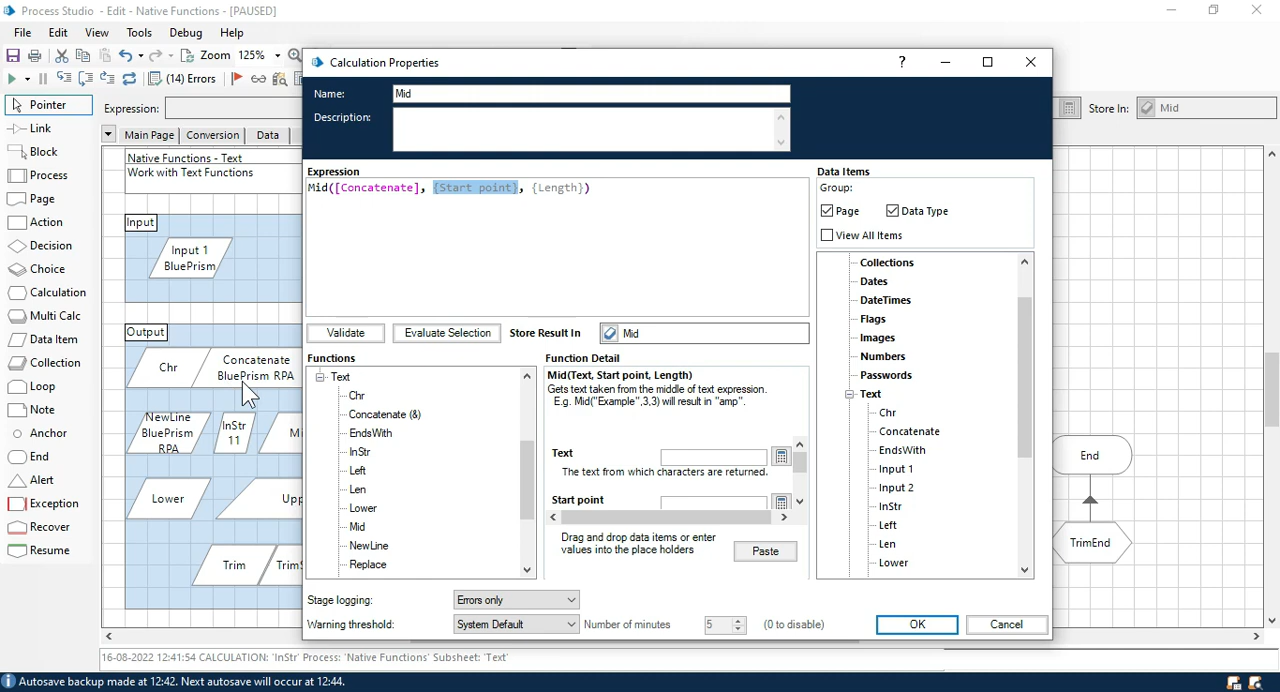 Process Studio - Edit - Native Functions - [PAUSED]
File Edit View Tools Debug Help
Zoom 125%
(14) Errors
Pointer
Link
Block
Process
Page
Action
Decision
Choice
Calculation
Multi Calc
Data Item
Collection
Loop
Note
Anchor
End
Alert
Exception
Recover
Resume
Expression:
Store In: Mid
Main Page Conversion Data
Native Functions - Text
Work with Text Functions
Input
Input 1
BluePrism
Output
Chr
Concatenate
BluePrism RPA
NewLine
BluePrism
RPA
InStr
11
Lower
Trim
End
TrimEnd
Calculation Properties
?
Name: Mid
Description:
Expression
Mid([Concatenate], {Start point}, {Length})
Validate Evaluate Selection Store Result In Mid
Functions
Text
Chr
Concatenate (&)
EndsWith
InStr
Left
Len
Lower
Mid
NewLine
Replace
Function Detail
Mid(Text, Start point, Length)
Gets text taken from the middle of text expression.
E.g. Mid("Example",3,3) will result in "amp".
Text
The text from which characters are returned.
Start point
Drag and drop data items or enter
values into the place holders
Paste
Data Items
Group:
Page Data Type
View All Items
Collections
Dates
DateTimes
Flags
Images
Numbers
Passwords
Text
Chr
Concatenate
EndsWith
Input 1
Input 2
InStr
Left
Len
Lower
Stage logging: Errors only
Warning threshold: System Default Number of minutes 5 (0 to disable)
OK Cancel
16-08-2022 12:41:54 CALCULATION: 'InStr' Process: 'Native Functions' Subsheet: 'Text'
Autosave backup made at 12:42. Next autosave will occur at 12:44.